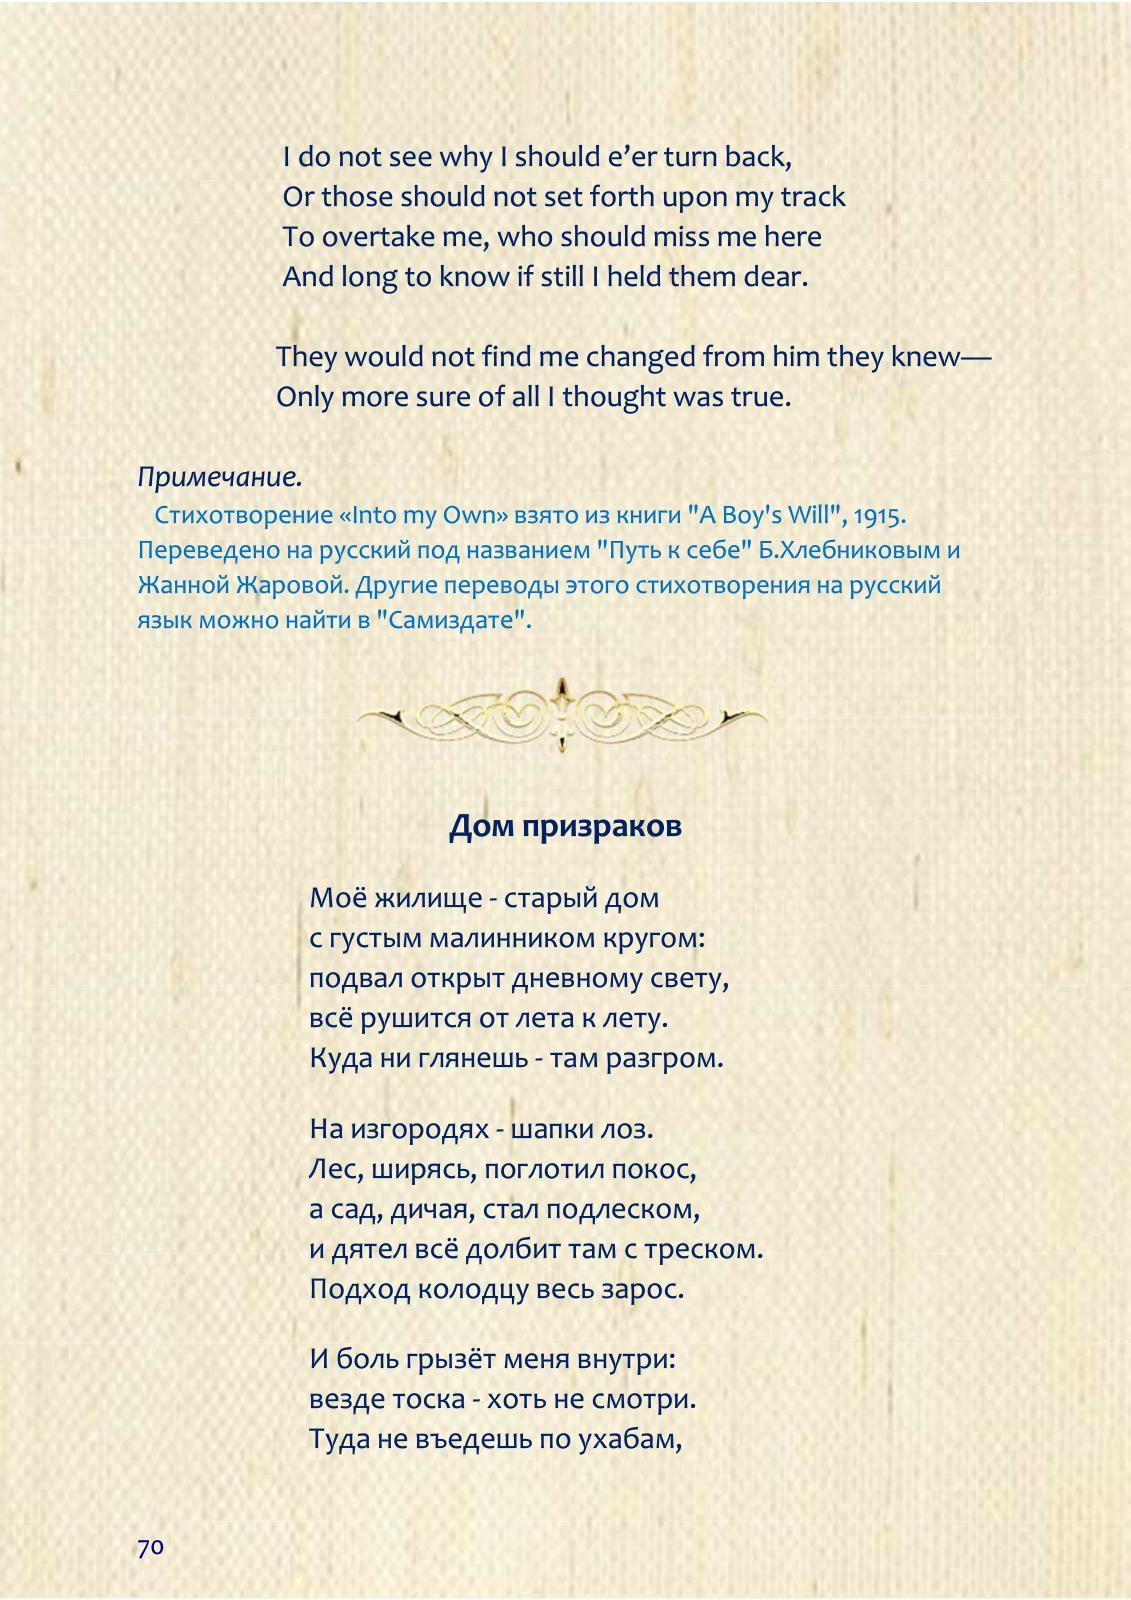 I do not see why I should e’er turn back,
Or those should not set forth upon my track
To overtake me, who should miss me here
And long to know if still I held them dear.
They would not find me changed from him they knew—
Only more sure of all I thought was true.
Примечание.
Стихотворение «Into my Own» взято из книги "A Boy's Will", 1915.
Переведено на русский под названием "Путь к себе" Б.Хлебниковым и
Жанной Жаровой. Другие переводы этого стихотворения на русский
язык можно найти в "Самиздате".
Дом призраков
Моё жилище - старый дом
с густым малинником кругом:
подвал открыт дневному свету,
всё рушится от лета к лету.
Куда ни глянешь - там разгром.
На изгородях - шапки лоз.
Лес, ширясь, поглотил покос,
а сад, дичая, стал подлеском,
и дятел всё долбит там с треском.
Подход колодцу весь зарос.
И боль грызёт меня внутри:
везде тоска - хоть не смотри.
Туда не въедешь по ухабам,
70